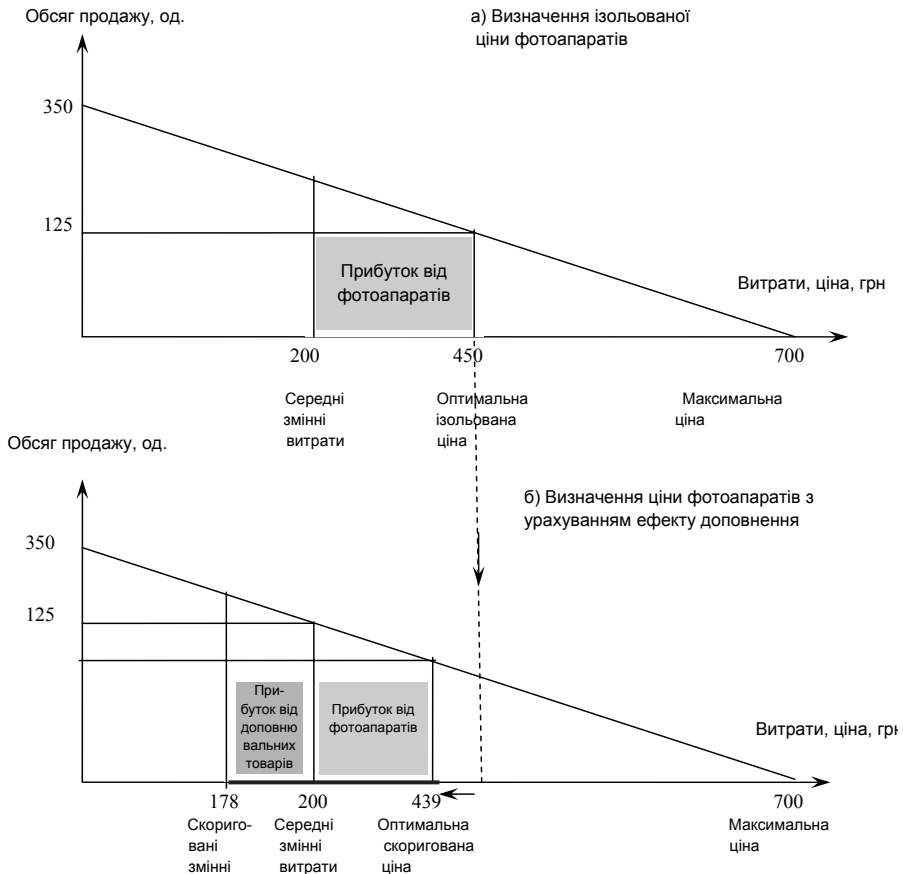 Обсяг продажу, од.
а) Визначення ізольованої
ціни фотоапаратів
350
125
Прибуток від
фотоапаратів
Витрати, ціна, грн
200
450
700
Середні
змінні
витрати
Оптимальна
ізольована
ціна
Максимальна
ціна
Обсяг продажу, од.
б) Визначення ціни фотоапаратів з
урахуванням ефекту доповнення
350
125
При-
буток від
доповню
вальних
товарів
Прибуток від
фотоапаратів
Витрати, ціна, грн
178
200
439
700
Скориго-
вані
змінні
Середні
змінні
витрати
Оптимальна
скоригована
ціна
Максимальна
ціна